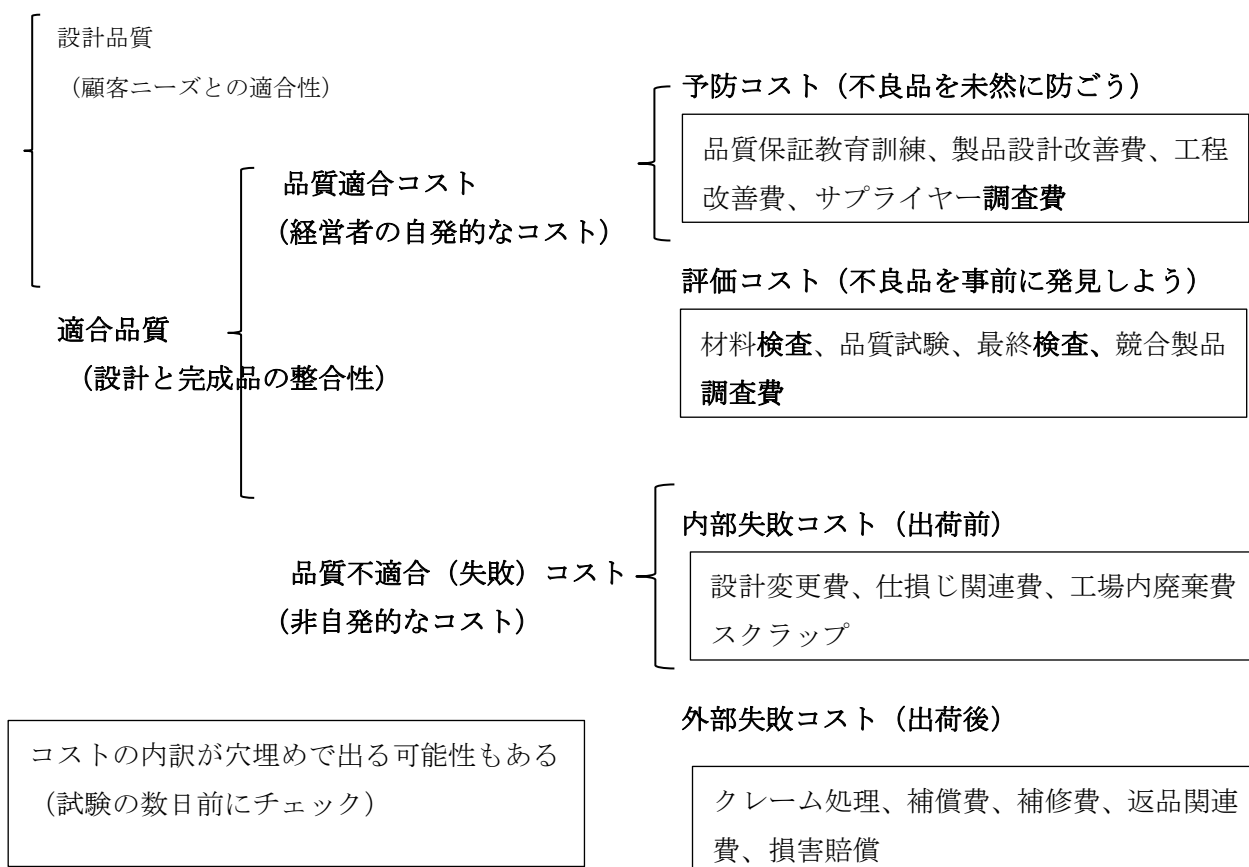 設計品質
（顧客ニーズとの適合性）
予防コスト（不良品を未然に防ごう）
品質保証教育訓練、製品設計改善費、工程
改善費、サプライヤー調査費
品質適合コスト
（経営者の自発的なコスト）
評価コスト（不良品を事前に発見しよう）
材料検査、品質試験、最終検査、競合製品
調査費
適合品質
（設計と完成品の整合性）
内部失敗コスト（出荷前）
設計変更費、仕損じ関連費、工場内廃棄費
スクラップ
品質不適合（失敗）コスト
（非自発的なコスト）
外部失敗コスト（出荷後）
クレーム処理、補償費、補修費、返品関連
費、損害賠償
コストの内訳が穴埋めで出る可能性もある
（試験の数日前にチェック）